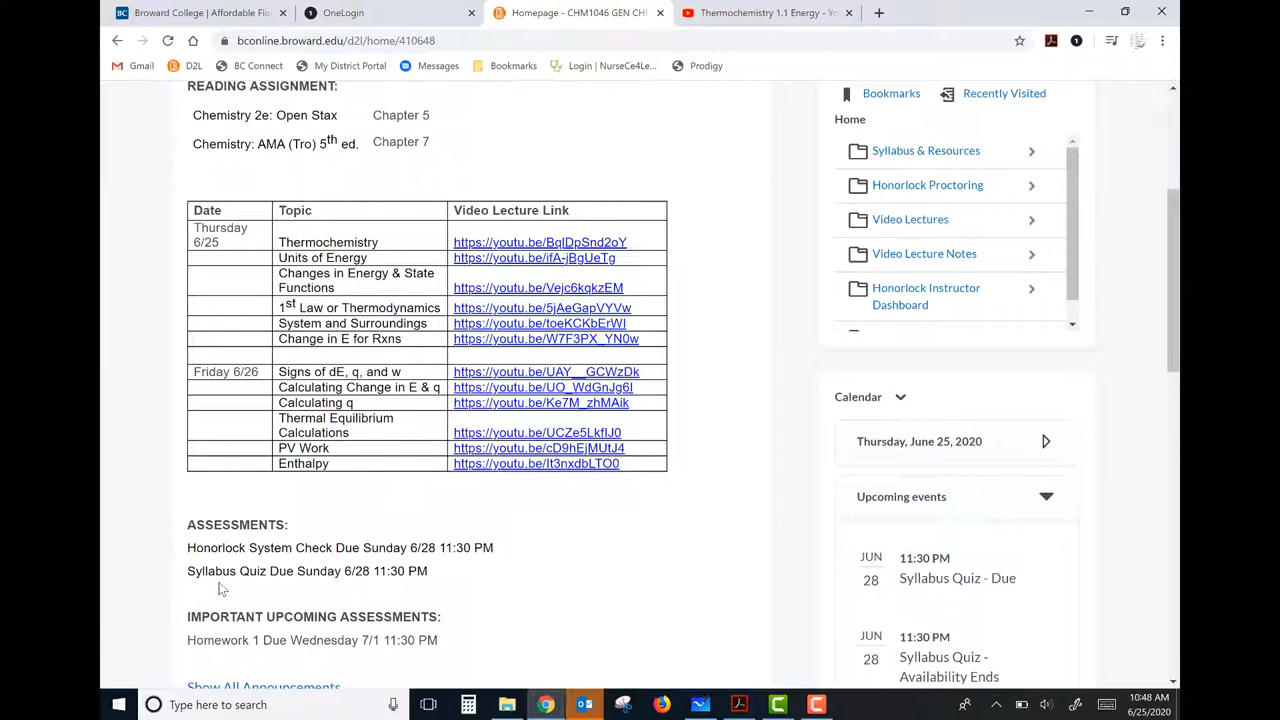 Broward College | Affordable Flo
OneLogin
Homepage - CHM1046 GEN CH
Thermochemistry 1.1 Energy - Yo
bconline.broward.edu/d2l/home/410648
Gmail D2L BC Connect My District Portal Messages Bookmarks Login | NurseCe4Le... Prodigy
READING ASSIGNMENT:
Chemistry 2e: Open Stax Chapter 5
Chemistry: AMA (Tro) 5th ed. Chapter 7
Date Topic Video Lecture Link
Thursday
6/25 Thermochemistry https://youtu.be/BqlDpSnd2oY
Units of Energy https://youtu.be/ifA-jBgUeTg
Changes in Energy & State
Functions https://youtu.be/Vejc6kqkzEM
1st Law or Thermodynamics https://youtu.be/5jAeGapVYVw
System and Surroundings https://youtu.be/toeKCKbErWI
Change in E for Rxns https://youtu.be/W7F3PX_YN0w
Friday 6/26 Signs of dE, q, and w https://youtu.be/UAY__GCWzDk
Calculating Change in E & q https://youtu.be/UO_WdGnJg6I
Calculating q https://youtu.be/Ke7M_zhMAik
Thermal Equilibrium
Calculations https://youtu.be/UCZe5LkfIJ0
PV Work https://youtu.be/cD9hEjMUtJ4
Enthalpy https://youtu.be/It3nxdbLTO0
ASSESSMENTS:
Honorlock System Check Due Sunday 6/28 11:30 PM
Syllabus Quiz Due Sunday 6/28 11:30 PM
IMPORTANT UPCOMING ASSESSMENTS:
Homework 1 Due Wednesday 7/1 11:30 PM
Show All Announcements
Bookmarks Recently Visited
Home
Syllabus & Resources
Honorlock Proctoring
Video Lectures
Video Lecture Notes
Honorlock Instructor
Dashboard
Calendar
Thursday, June 25, 2020
Upcoming events
JUN 11:30 PM
28 Syllabus Quiz - Due
JUN 11:30 PM
28 Syllabus Quiz -
Availability Ends
Type here to search
10:48 AM
6/25/2020